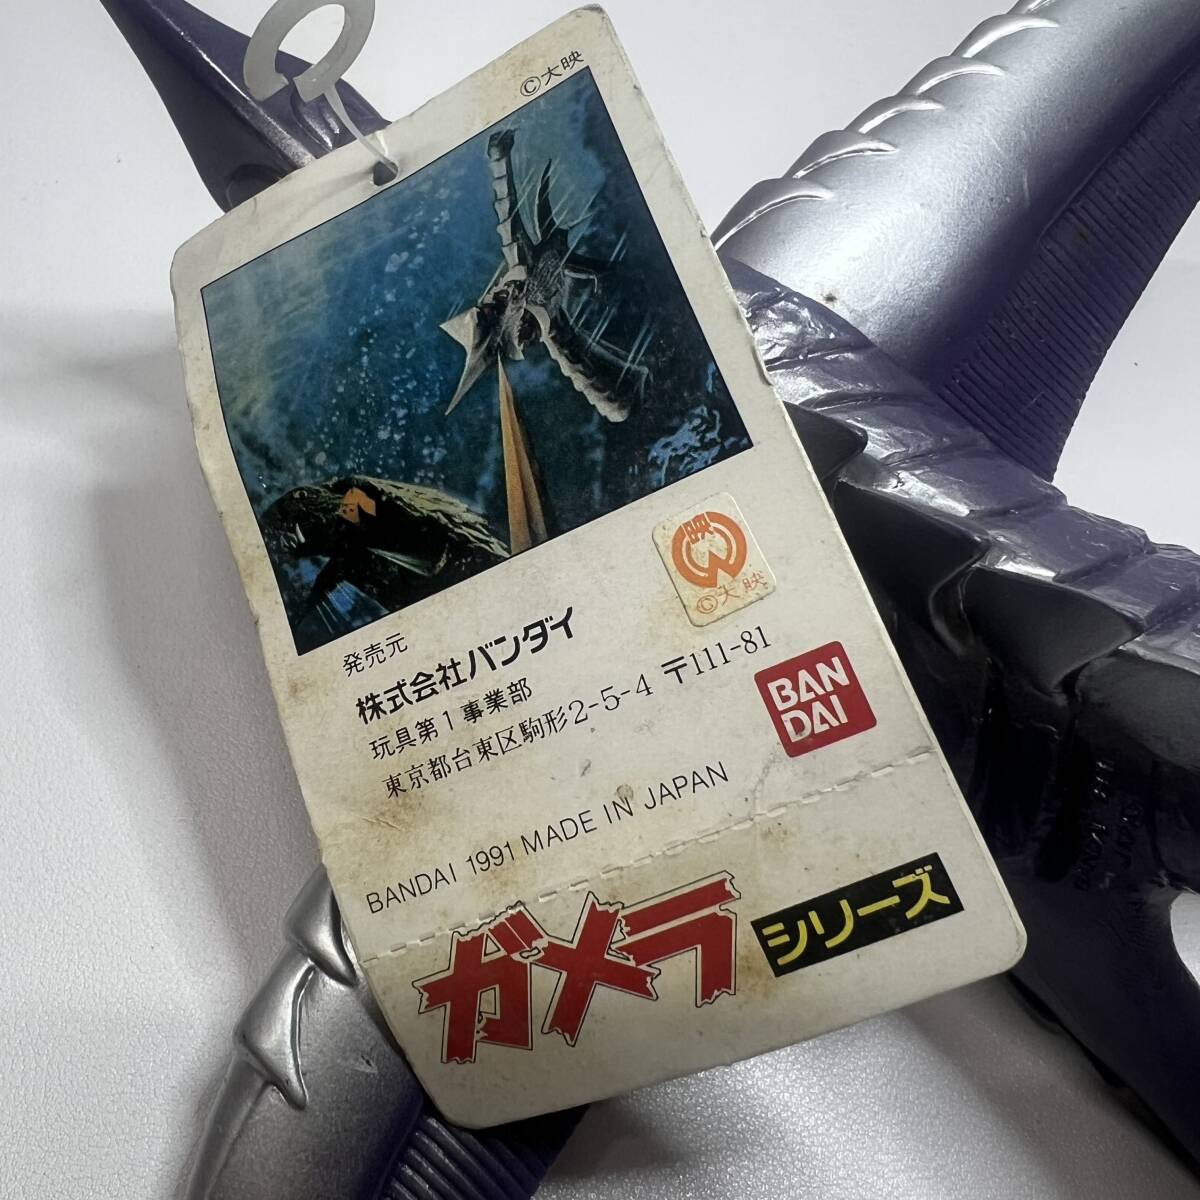 ©大映
©大映
発売元
株式会社バンダイ
玩具第1事業部
東京都台東区駒形2-5-4 〒111-81
BAN
DAI
BANDAI 1991 MADE IN JAPAN
ガメラ シリーズ